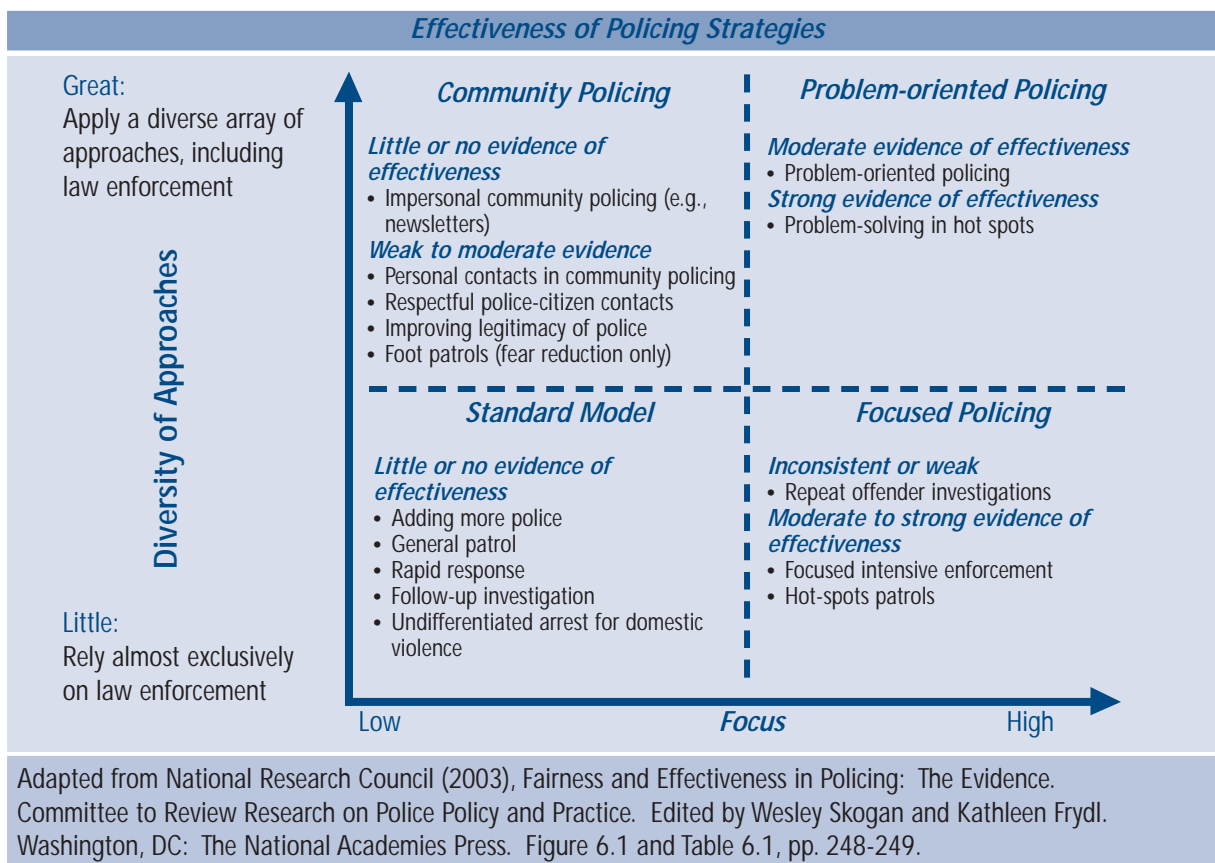 Effectiveness of Policing Strategies
Great:
Apply a diverse array of
approaches, including
law enforcement
Diversity of Approaches
Little:
Rely almost exclusively
on law enforcement
Community Policing
Little or no evidence of
effectiveness
• Impersonal community policing (e.g.,
newsletters)
Weak to moderate evidence
• Personal contacts in community policing
• Respectful police-citizen contacts
• Improving legitimacy of police
• Foot patrols (fear reduction only)
Problem-oriented Policing
Moderate evidence of effectiveness
• Problem-oriented policing
Strong evidence of effectiveness
• Problem-solving in hot spots
Standard Model
Little or no evidence of
effectiveness
• Adding more police
• General patrol
• Rapid response
• Follow-up investigation
• Undifferentiated arrest for domestic
violence
Focused Policing
Inconsistent or weak
• Repeat offender investigations
Moderate to strong evidence of
effectiveness
• Focused intensive enforcement
• Hot-spots patrols
Low
Focus
High
Adapted from National Research Council (2003), Fairness and Effectiveness in Policing: The Evidence.
Committee to Review Research on Police Policy and Practice. Edited by Wesley Skogan and Kathleen Frydl.
Washington, DC: The National Academies Press. Figure 6.1 and Table 6.1, pp. 248-249.